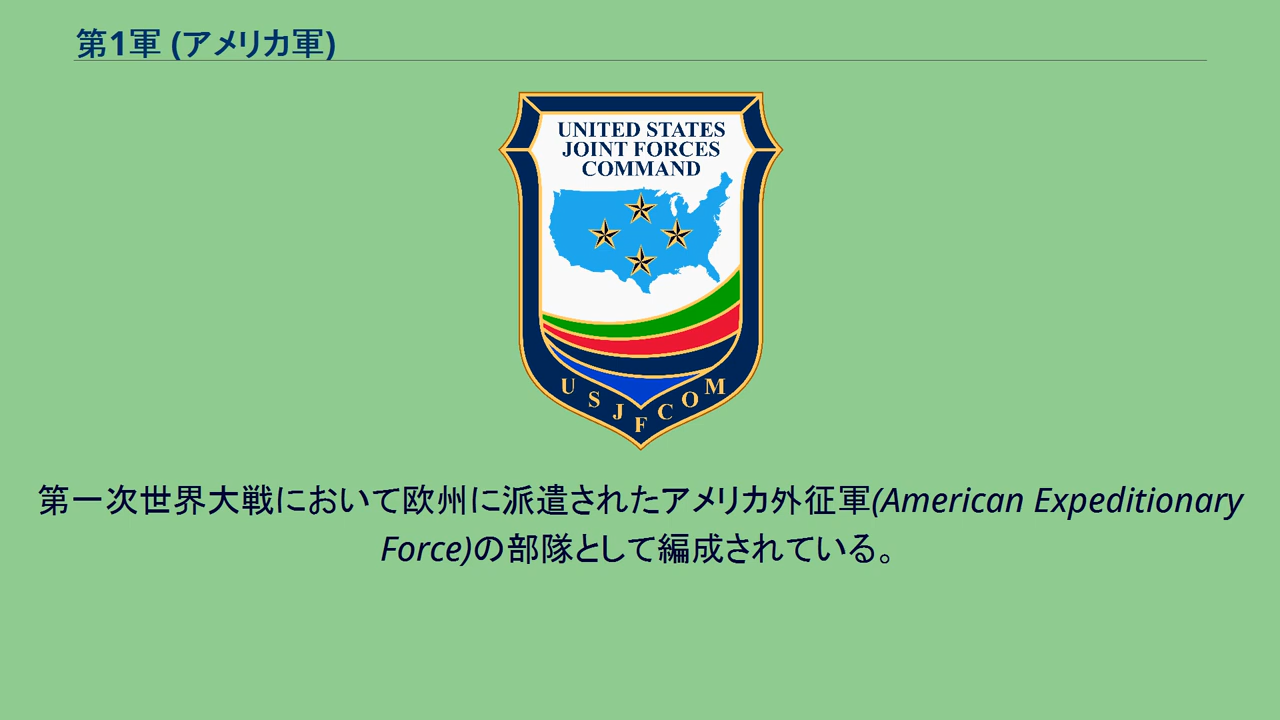 第1軍 (アメリカ軍)
UNITED STATES
JOINT FORCES
COMMAND
USJFCOM
第一次世界大戦において欧州に派遣されたアメリカ外征軍(American Expeditionary
Force)の部隊として編成されている。